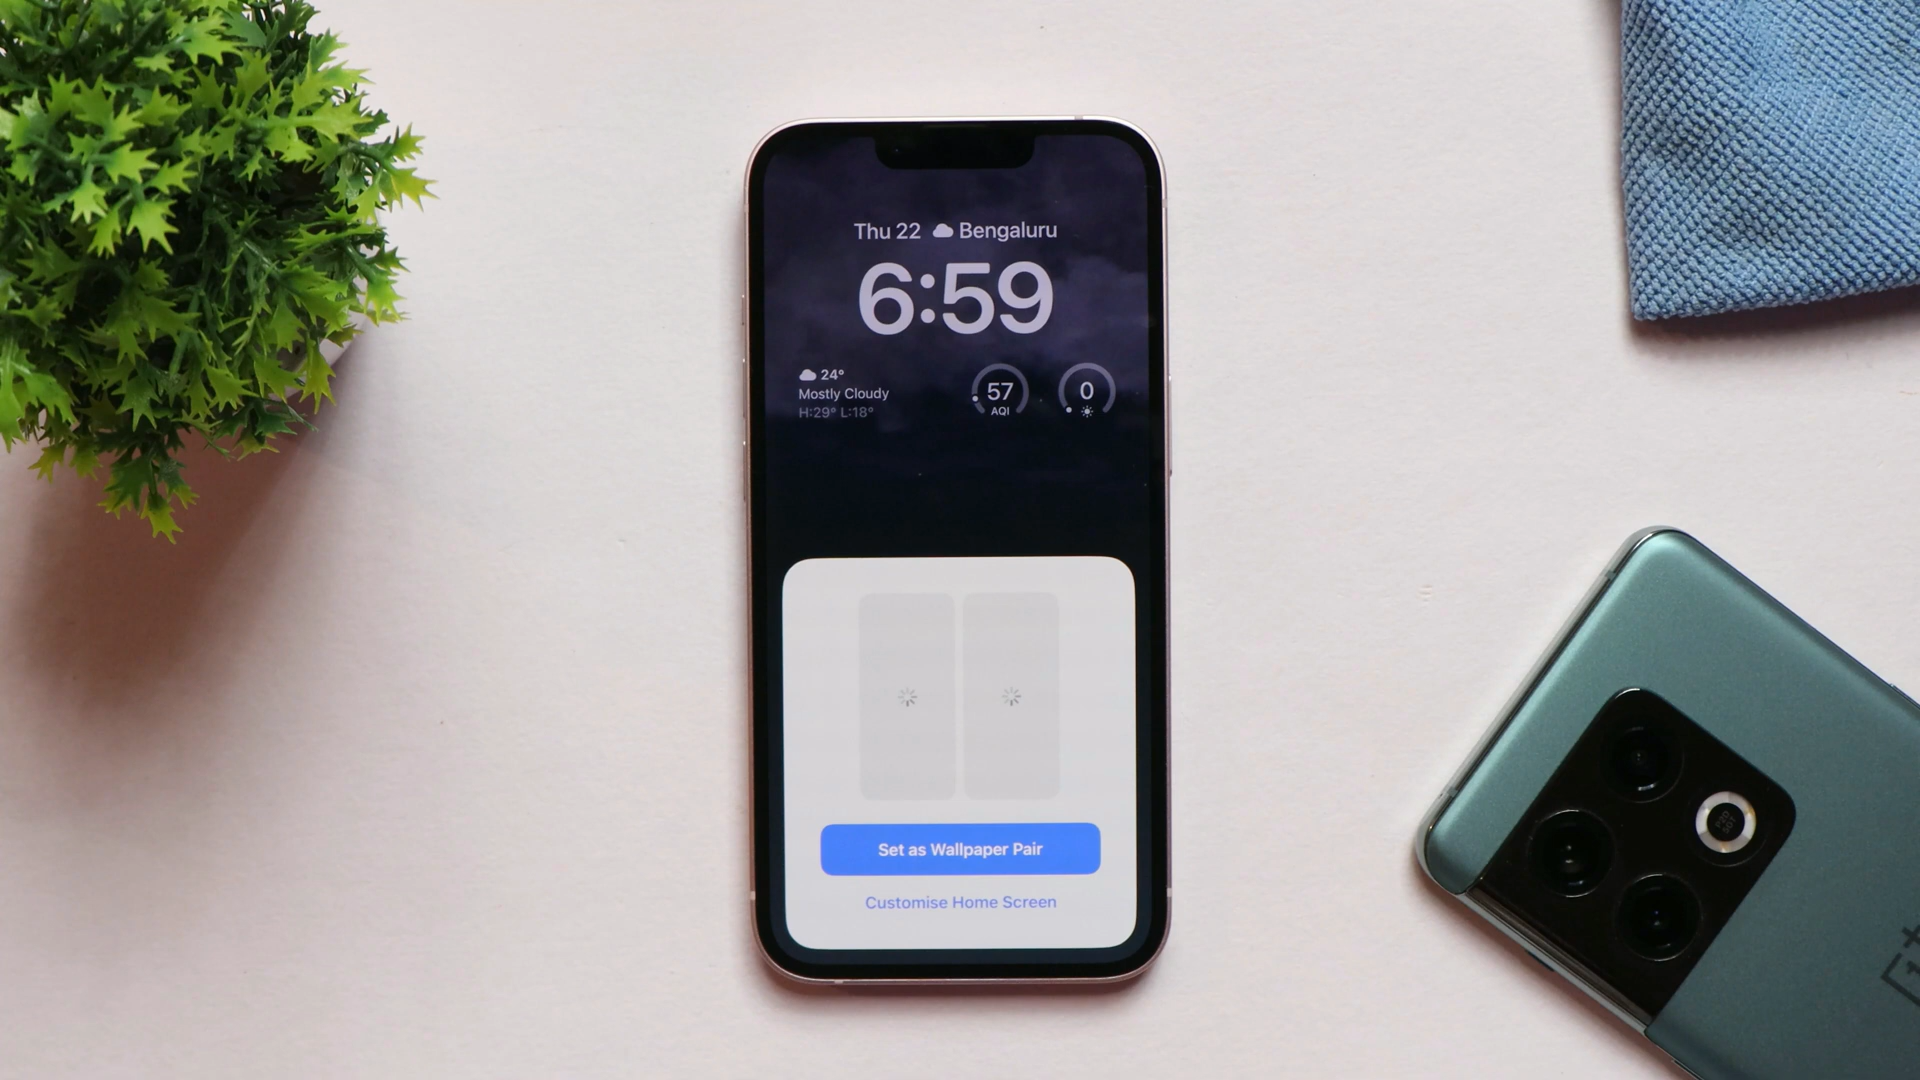 Thu 22 Bengaluru
6:59
24°
Mostly Cloudy
H:29° L:18°
57
AQI
0
Set as Wallpaper Pair
Customise Home Screen